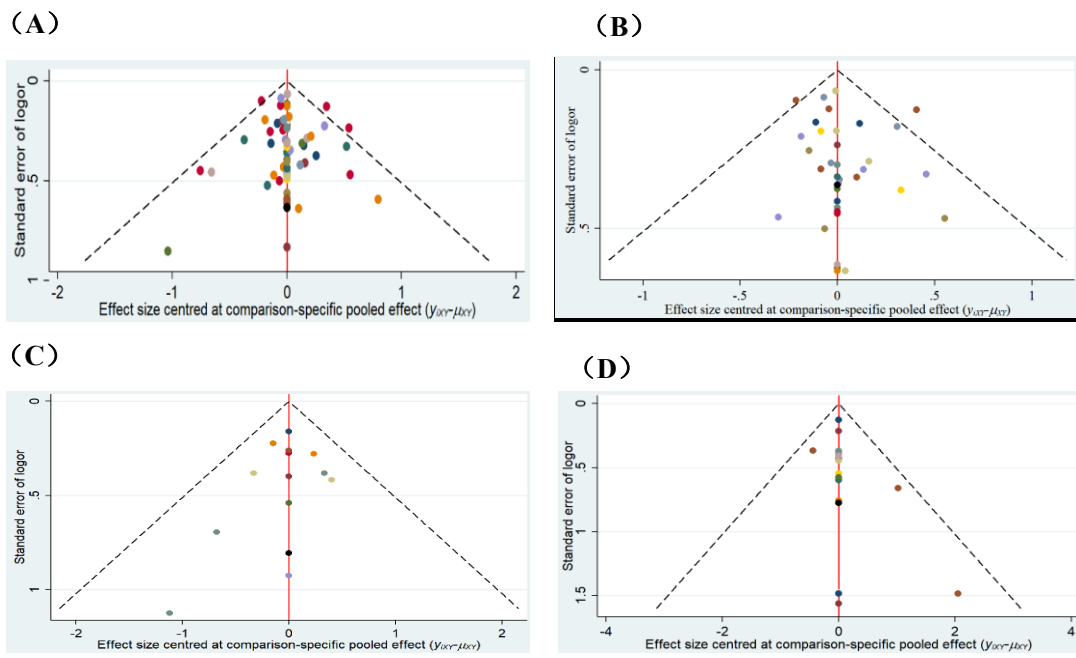 （A）
（B）
Standard error of logor
0
.5
1
-2
-1
0
1
2
Effect size centred at comparison-specific pooled effect (yiXY-μXY)
Standard error of logor
0
.5
-1
-.5
0
.5
1
Effect size centred at comparison-specific pooled effect (yiXY-μXY)
（C）
（D）
Standard error of logor
0
.5
1
-2
-1
0
1
2
Effect size centred at comparison-specific pooled effect (yiXY-μXY)
Standard error of logor
0
.5
1
1.5
-4
-2
0
2
4
Effect size centred at comparison-specific pooled effect (yiXY-μXY)